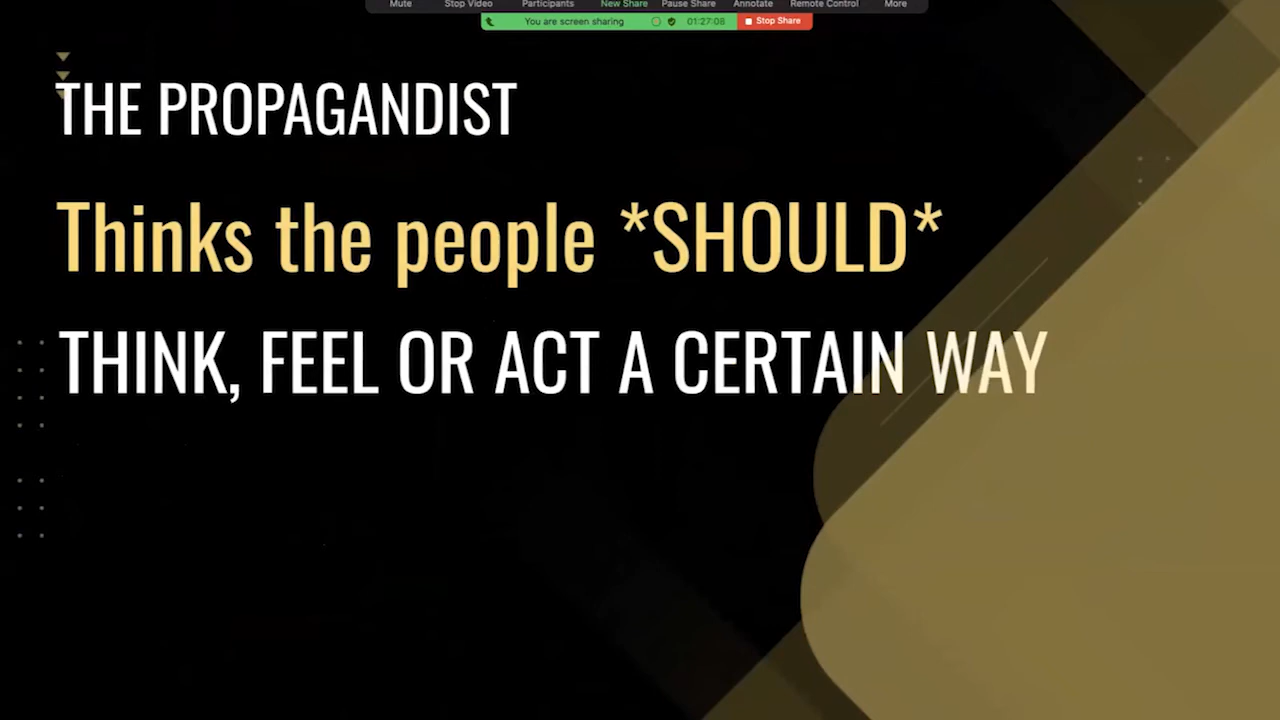 Mute Stop Video Participants New Share Pause Share Annotate Remote Control More
You are screen sharing 01:27:08 Stop Share
THE PROPAGANDIST
Thinks the people *SHOULD*
THINK, FEEL OR ACT A CERTAIN WAY